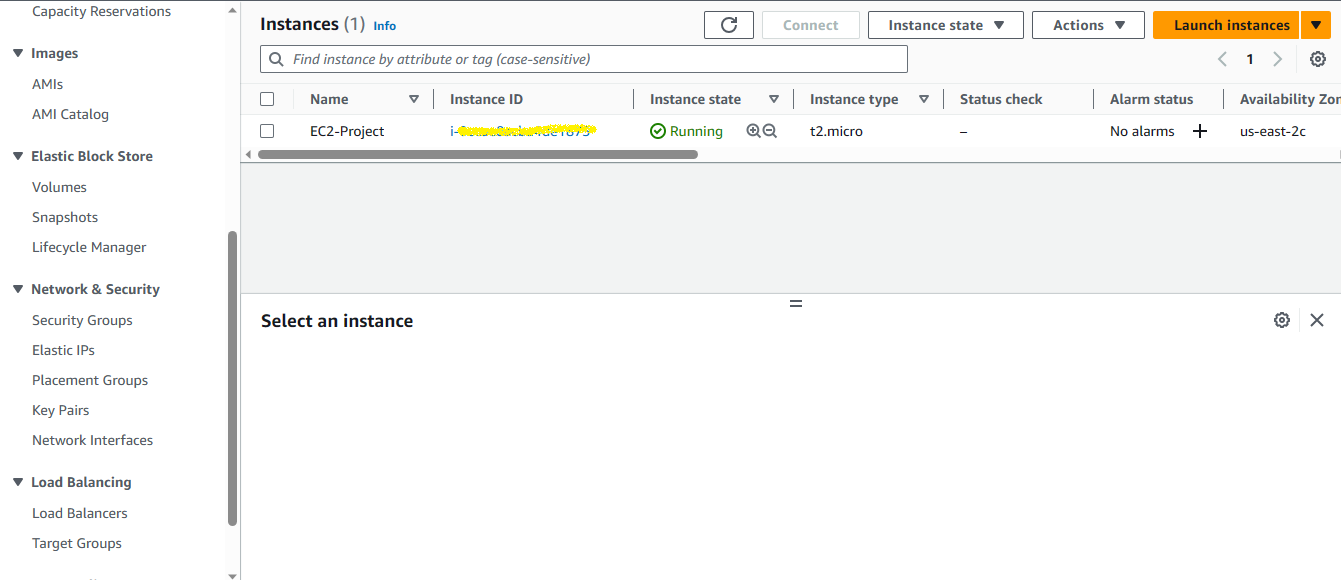 Capacity Reservations
Images
AMIs
AMI Catalog
Elastic Block Store
Volumes
Snapshots
Lifecycle Manager
Network & Security
Security Groups
Elastic IPs
Placement Groups
Key Pairs
Network Interfaces
Load Balancing
Load Balancers
Target Groups
Instances (1) Info
Connect
Instance state
Actions
Launch instances
Find instance by attribute or tag (case-sensitive)
1
Name Instance ID Instance state Instance type Status check Alarm status Availability Zon
EC2-Project i- Running t2.micro – No alarms + us-east-2c
Select an instance